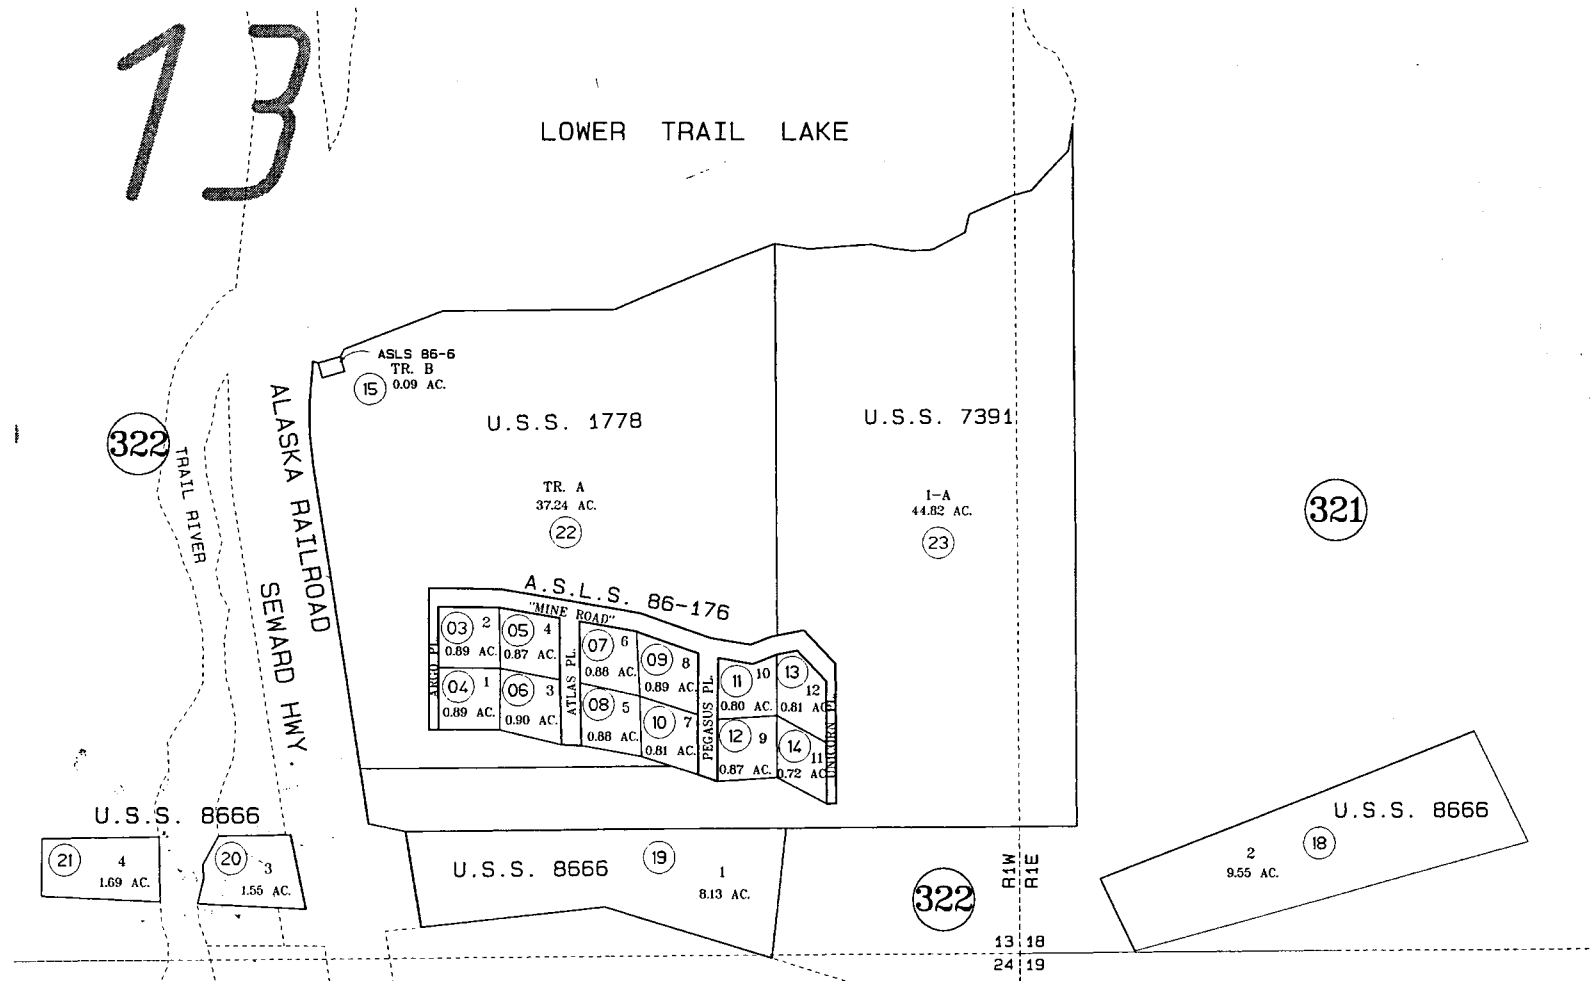 13
LOWER TRAIL LAKE
ASLS 86-6
TR. B
15 0.09 AC.
U.S.S. 1778
U.S.S. 7391
322
TRAIL RIVER
ALASKA RAILROAD
SEWARD HWY.
TR. A
37.24 AC.
22
I-A
44.82 AC.
23
321
A.S.L.S. 86-176
"MINE ROAD"
ARGO PL.
ATLAS PL.
PEGASUS PL.
UNICORN PL.
03 2
0.89 AC.
05 4
0.87 AC.
07 6
0.88 AC.
09 8
0.89 AC.
11 10
0.80 AC.
13 12
0.81 AC.
04 1
0.89 AC.
06 3
0.90 AC.
08 5
0.88 AC.
10 7
0.81 AC.
12 9
0.87 AC.
14 11
0.72 AC.
U.S.S. 8666
21 4
1.69 AC.
20 3
1.55 AC.
U.S.S. 8666
19 1
8.13 AC.
322
R1W
R1E
13 18
24 19
U.S.S. 8666
18
2
9.55 AC.